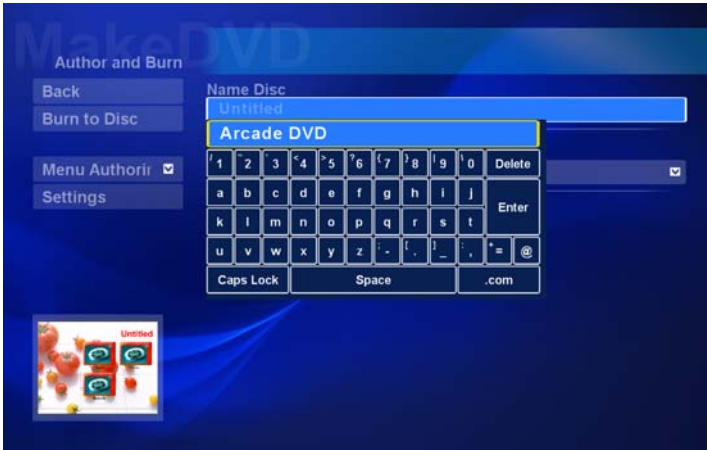 MakeDVD
Author and Burn
Back
Name Disc
Untitled
Burn to Disc
Arcade DVD
1 2 3 < 4 > 5 ? 6 { 7 } 8 | 9 \ 0 Delete
Menu Authorin
a b c d e f g h i j
Settings
Enter
k l m n o p q r s t
u v w x y z ; - [ . ] _ : , " = @
Caps Lock Space .com
Untitled